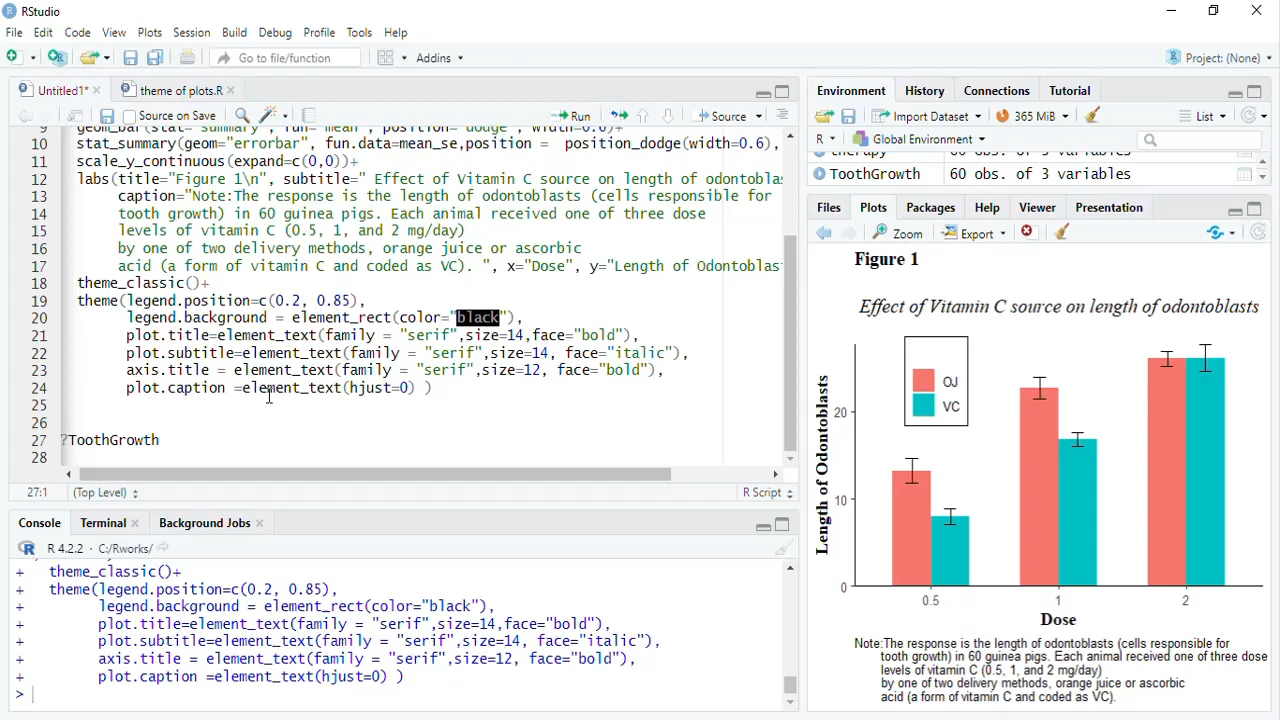 RStudio
File Edit Code View Plots Session Build Debug Profile Tools Help
Go to file/function Addins Project: (None)
Untitled1* theme of plots.R
Source on Save Run Source
9 geom_bar(stat="summary", fun="mean", position="dodge", width=0.6)+
10 stat_summary(geom="errorbar", fun.data=mean_se,position = position_dodge(width=0.6),
11 scale_y_continuous(expand=c(0,0))+
12 labs(title="Figure 1\n", subtitle=" Effect of Vitamin C source on length of odontobla
13 caption="Note:The response is the length of odontoblasts (cells responsible for
14 tooth growth) in 60 guinea pigs. Each animal received one of three dose
15 levels of vitamin C (0.5, 1, and 2 mg/day)
16 by one of two delivery methods, orange juice or ascorbic
17 acid (a form of vitamin C and coded as VC). ", x="Dose", y="Length of Odontoblas
18 theme_classic()+
19 theme(legend.position=c(0.2, 0.85),
20 legend.background = element_rect(color="black"),
21 plot.title=element_text(family = "serif",size=14,face="bold"),
22 plot.subtitle=element_text(family = "serif",size=14, face="italic"),
23 axis.title = element_text(family = "serif",size=12, face="bold"),
24 plot.caption =element_text(hjust=0) )
25
26
27 ?ToothGrowth
28
27:1 (Top Level) R Script
Console Terminal Background Jobs
R 4.2.2 · C:/Rworks/
+ theme_classic()+
+ theme(legend.position=c(0.2, 0.85),
+ legend.background = element_rect(color="black"),
+ plot.title=element_text(family = "serif",size=14,face="bold"),
+ plot.subtitle=element_text(family = "serif",size=14, face="italic"),
+ axis.title = element_text(family = "serif",size=12, face="bold"),
+ plot.caption =element_text(hjust=0) )
>
Environment History Connections Tutorial
Import Dataset 365 MiB List
R Global Environment
therapy 60 obs. of 3 variables
ToothGrowth 60 obs. of 3 variables
Files Plots Packages Help Viewer Presentation
Zoom Export
Figure 1
Effect of Vitamin C source on length of odontoblasts
OJ
VC
20
10
0
Length of Odontoblasts
0.5 1 2
Dose
Note:The response is the length of odontoblasts (cells responsible for
tooth growth) in 60 guinea pigs. Each animal received one of three dose
levels of vitamin C (0.5, 1, and 2 mg/day)
by one of two delivery methods, orange juice or ascorbic
acid (a form of vitamin C and coded as VC).